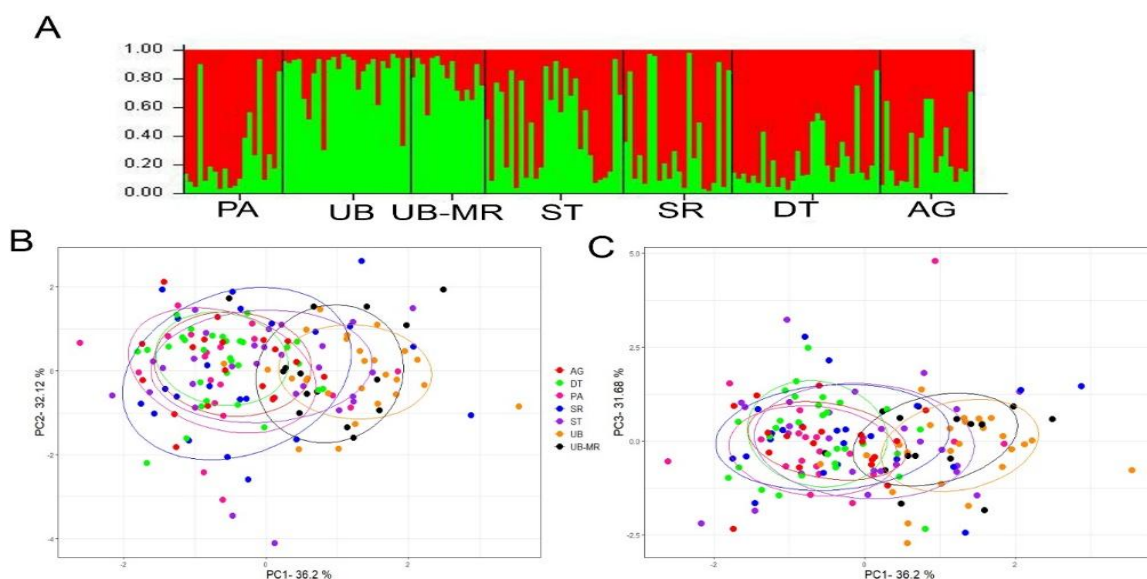 A
1.00
0.80
0.60
0.40
0.20
0.00
PA UB UB-MR ST SR DT AG
B
C
PC2- 32.12 %
2
0
-2
-4
-2 0 2
PC1- 36.2 %
AG
DT
PA
SR
ST
UB
UB-MR
PC3- 31.68 %
5.0
2.5
0.0
-2.5
-2 0 2
PC1- 36.2 %